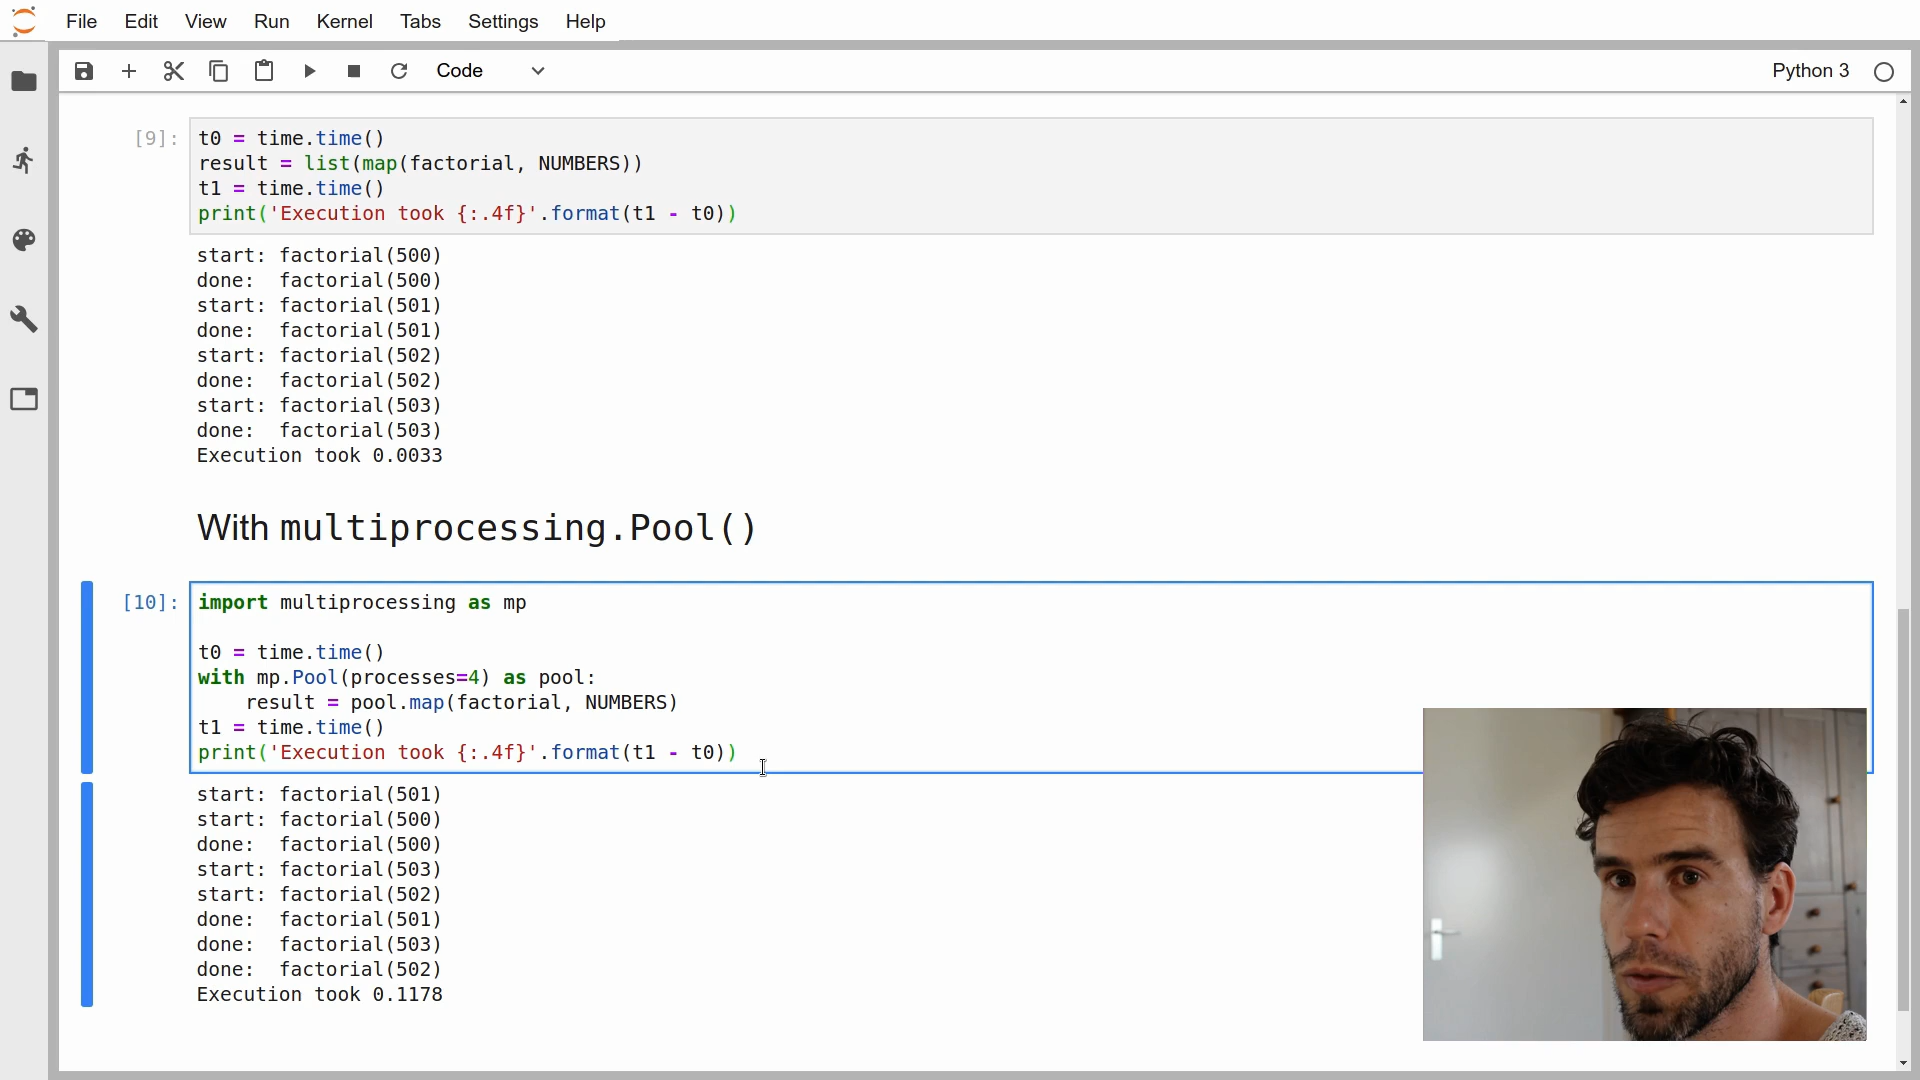 File Edit View Run Kernel Tabs Settings Help
Code Python 3
[9]: t0 = time.time()
result = list(map(factorial, NUMBERS))
t1 = time.time()
print('Execution took {:.4f}'.format(t1 - t0))
start: factorial(500)
done:  factorial(500)
start: factorial(501)
done:  factorial(501)
start: factorial(502)
done:  factorial(502)
start: factorial(503)
done:  factorial(503)
Execution took 0.0033
With multiprocessing.Pool()
[10]: import multiprocessing as mp
t0 = time.time()
with mp.Pool(processes=4) as pool:
    result = pool.map(factorial, NUMBERS)
t1 = time.time()
print('Execution took {:.4f}'.format(t1 - t0))
start: factorial(501)
start: factorial(500)
done:  factorial(500)
start: factorial(503)
start: factorial(502)
done:  factorial(501)
done:  factorial(503)
done:  factorial(502)
Execution took 0.1178